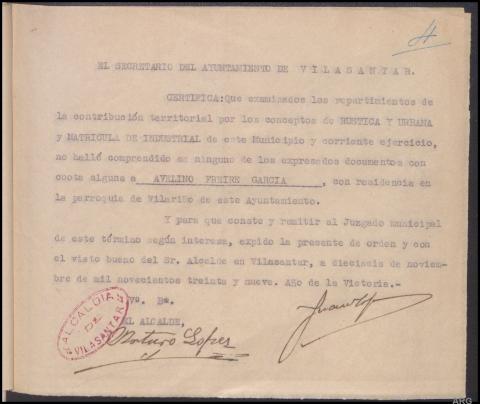 4
EL SECRETARIO DEL AYUNTAMIENTO DE V I L A S A N T A R.
CERTIFICA: Que examinados los repartimientos de
la contribución territorial por los conceptos de RUSTICA Y URBANA
y MATRICULA DE INDUSTRIAL de este Municipio y corriente ejercicio,
no halló comprendido en ninguno de los expresados documentos con
coota alguna a AVELINO FREIRE GARCIA , con residencia en
la parroquia de Vilariño de este Ayuntamiento.
Y para que conste y remitir al Juzgado municipal
de este término según interesa, expido la presente de orden y con
el visto bueno del Sr. Alcalde en Vilasantar, a dieciseis de noviem-
bre de mil novecientos treinta y nueve. Año de la Victoria.-
Vº. Bº.
EL ALCALDE,
Arturo Lopez
ALCALDIA DE VILASANTAR
ARG